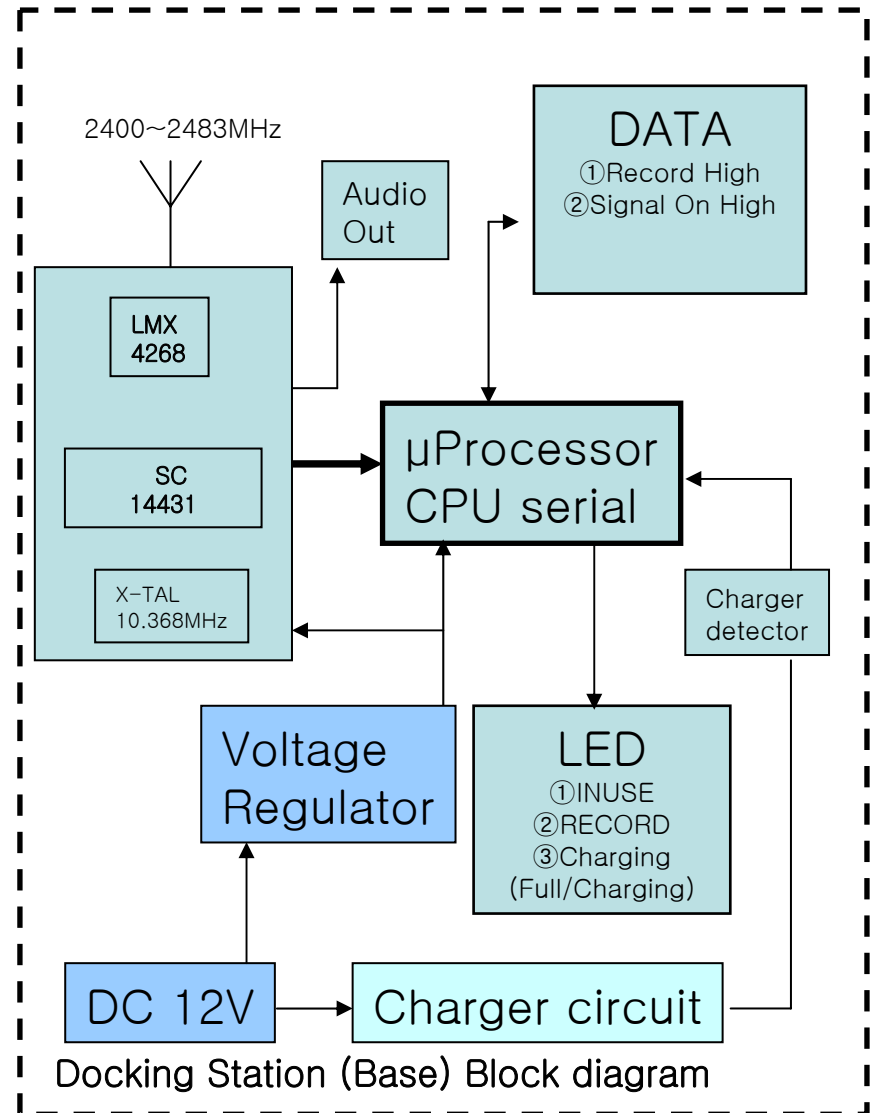 2400~2483MHz
DATA
①Record High
②Signal On High
Audio
Out
LMX
4268
μProcessor
CPU serial
SC
14431
X-TAL
10.368MHz
Charger
detector
Voltage
Regulator
LED
①INUSE
②RECORD
③Charging
(Full/Charging)
DC 12V
Charger circuit
Docking Station (Base) Block diagram